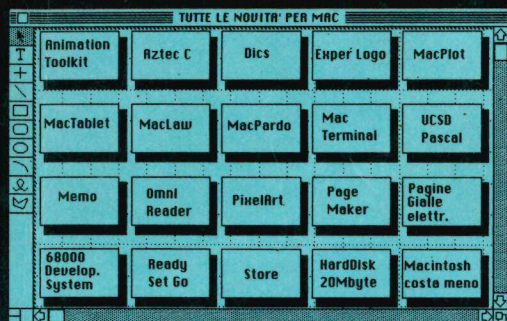 TUTTE LE NOVITA' PER MAC
Animation
Toolkit
Aztec C
Dics
Exper Logo
MacPlot
MacTablet
MacLaw
MacPardo
Mac
Terminal
UCSD
Pascal
Memo
Omni
Reader
PixelArt
Page
Maker
Pagine
Gialle
elettr.
68000
Develop.
System
Ready
Set Go
Store
HardDisk
20Mbyte
Macintosh
costa meno